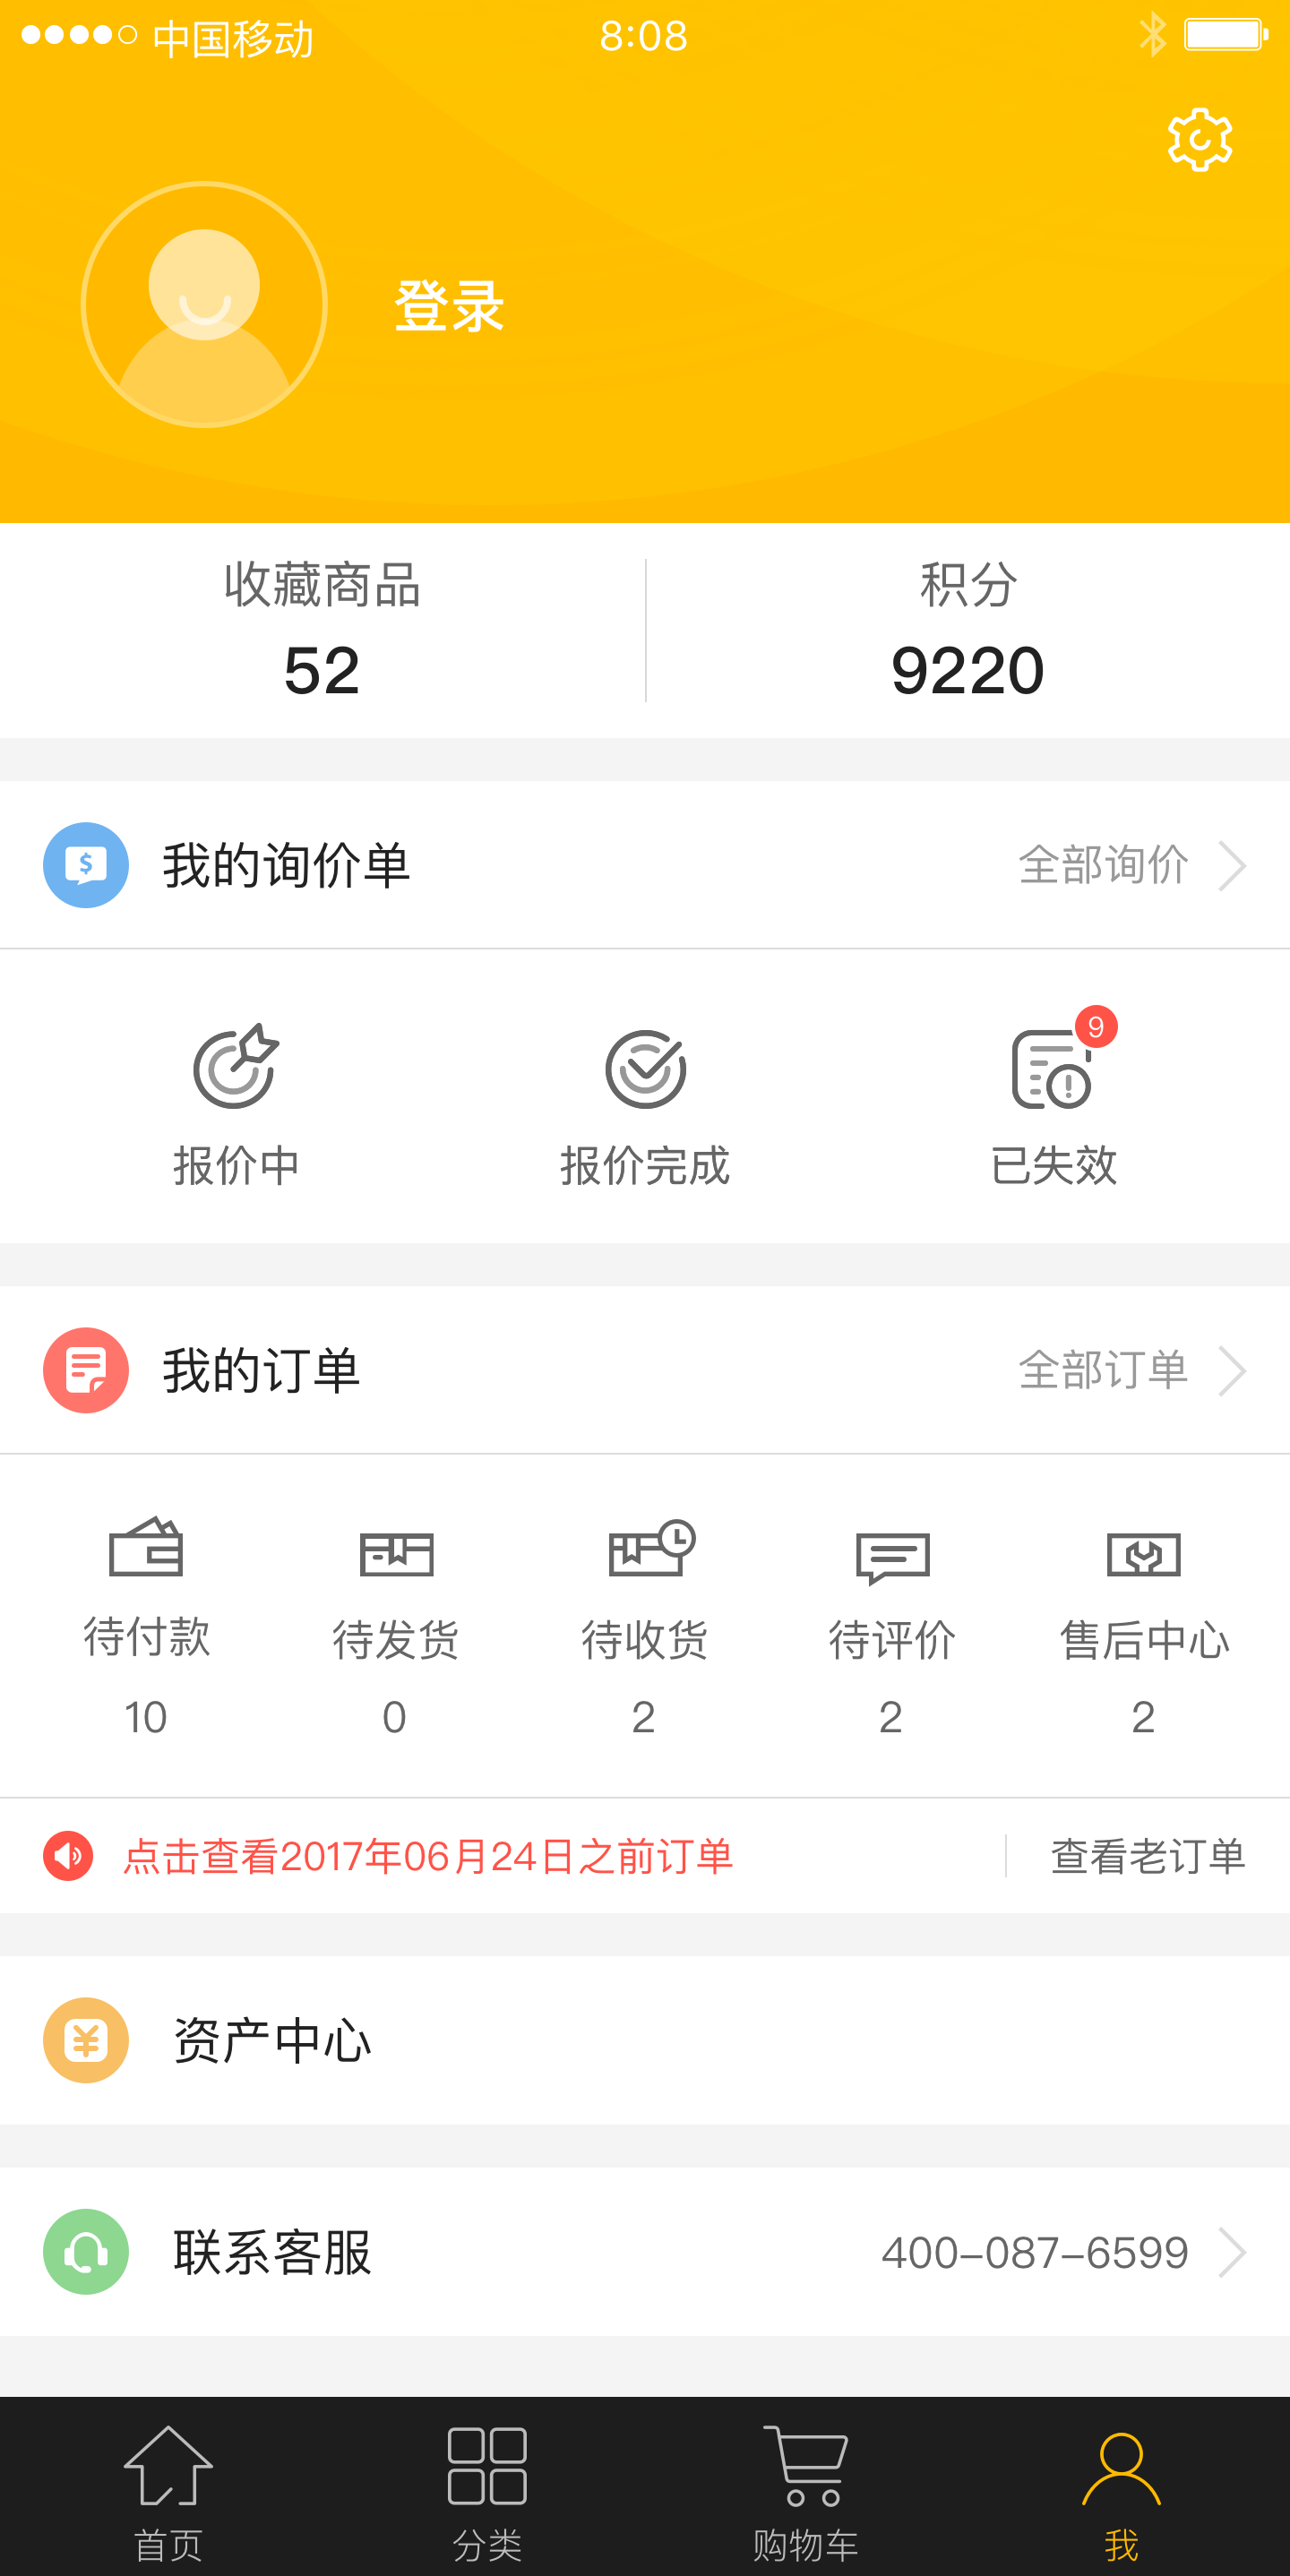 中国移动 8:08
登录
收藏商品 积分
52 9220
我的询价单 全部询价
9
报价中 报价完成 已失效
我的订单 全部订单
待付款 待发货 待收货 待评价 售后中心
10 0 2 2 2
点击查看2017年06月24日之前订单 查看老订单
资产中心
联系客服 400-087-6599
首页 分类 购物车 我